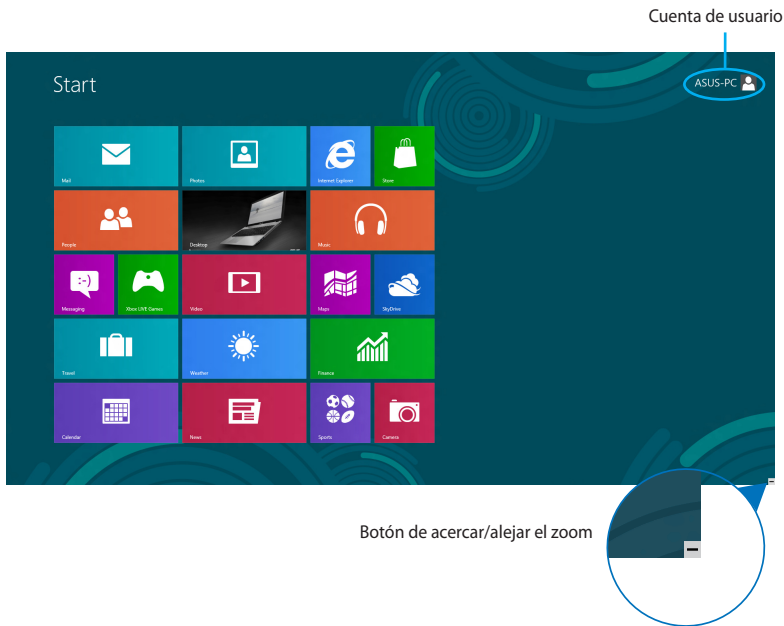 Cuenta de usuario
Start
ASUS-PC
Mail
Photos
Internet Explorer
Store
People
Desktop
Music
Messaging
Xbox LIVE Games
Video
Maps
SkyDrive
Travel
Weather
Finance
Calendar
News
Sports
Camera
Botón de acercar/alejar el zoom